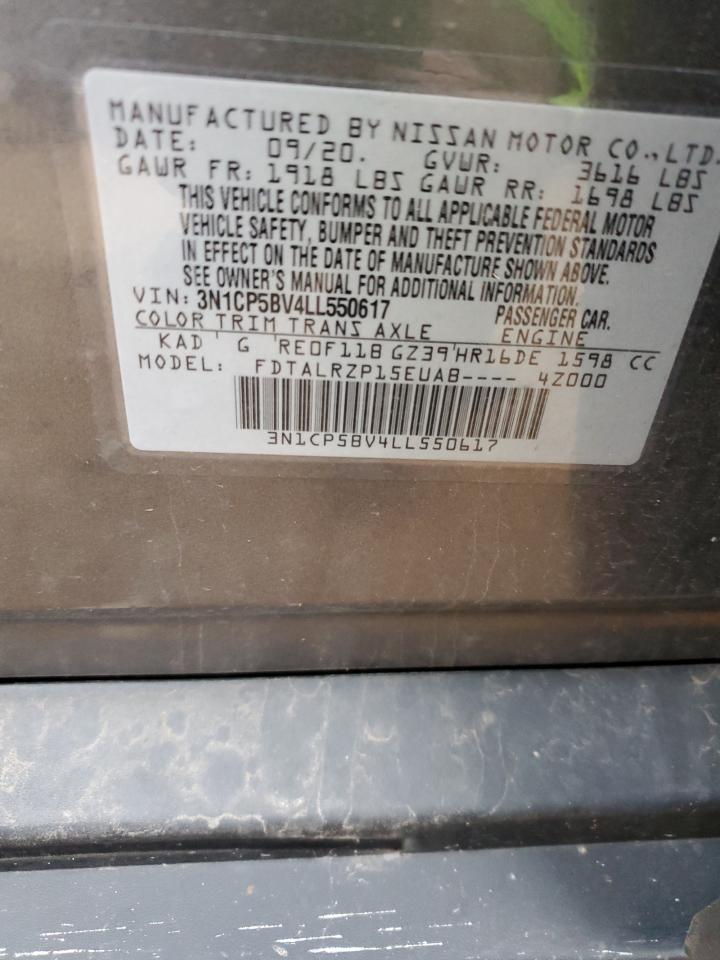 MANUFACTURED BY NISSAN MOTOR CO., LTD.
DATE: 09/20. GVWR: 3616 LBS
GAWR FR: 1918 LBS GAWR RR: 1698 LBS
THIS VEHICLE CONFORMS TO ALL APPLICABLE FEDERAL MOTOR
VEHICLE SAFETY, BUMPER AND THEFT PREVENTION STANDARDS
IN EFFECT ON THE DATE OF MANUFACTURE SHOWN ABOVE.
SEE OWNER'S MANUAL FOR ADDITIONAL INFORMATION.
VIN: 3N1CP5BV4LL550617 PASSENGER CAR.
COLOR TRIM TRANS AXLE ENGINE
KAD G RE0F11B GZ39 HR16DE 1598 CC
MODEL: FDTALRZP15EUAB---- 4Z000
3N1CP5BV4LL550617